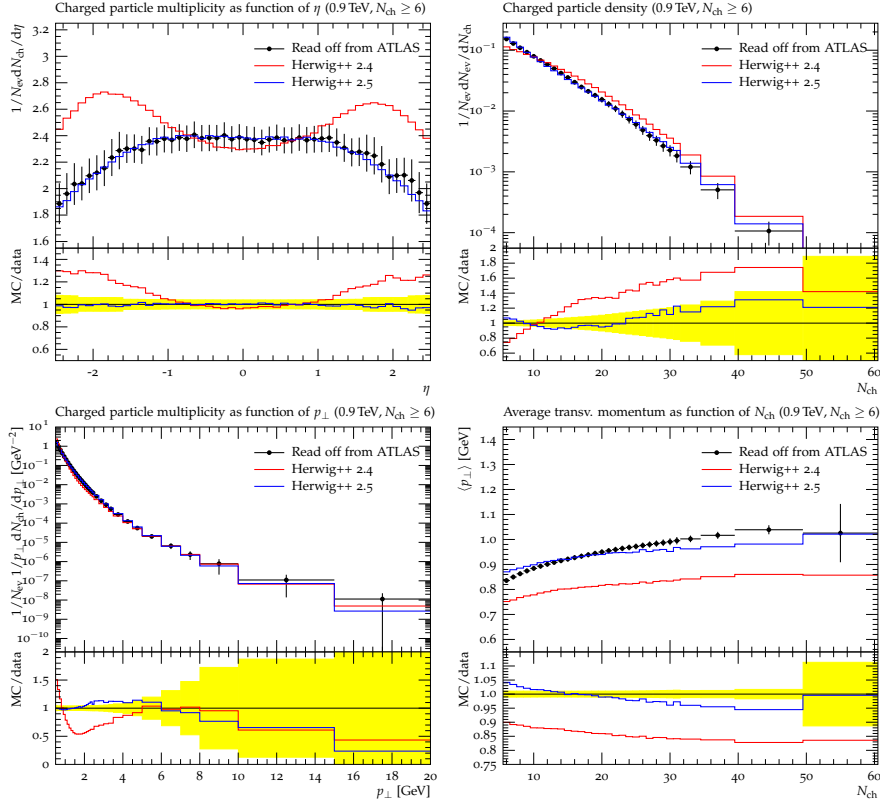 Charged particle multiplicity as function of η (0.9 TeV, Nch ≥ 6)
1/Nev dNch/dη
3.2
3
2.8
2.6
2.4
2.2
2
1.8
1.6
Read off from ATLAS
Herwig++ 2.4
Herwig++ 2.5
MC/data
1.4
1.2
1.0
0.8
0.6
-2 -1 0 1 2
η
Charged particle density (0.9 TeV, Nch ≥ 6)
1/Nev dNev/dNch
10−1
10−2
10−3
10−4
Read off from ATLAS
Herwig++ 2.4
Herwig++ 2.5
MC/data
2
1.8
1.6
1.4
1.2
1
0.8
0.6
10 20 30 40 50 60
Nch
Charged particle multiplicity as function of p⊥ (0.9 TeV, Nch ≥ 6)
1/Nev 1/p⊥ dNch/dp⊥ [GeV−2]
10 1
1
10−1
10−2
10−3
10−4
10−5
10−6
10−7
10−8
10−9
10−10
Read off from ATLAS
Herwig++ 2.4
Herwig++ 2.5
MC/data
2
1.5
1
0.5
0
2 4 6 8 10 12 14 16 18 20
p⊥ [GeV]
Average transv. momentum as function of Nch (0.9 TeV, Nch ≥ 6)
⟨p⊥⟩ [GeV]
1.4
1.3
1.2
1.1
1.0
0.9
0.8
0.7
0.6
Read off from ATLAS
Herwig++ 2.4
Herwig++ 2.5
MC/data
1.1
1.05
1.0
0.95
0.9
0.85
0.8
0.75
10 20 30 40 50 60
Nch